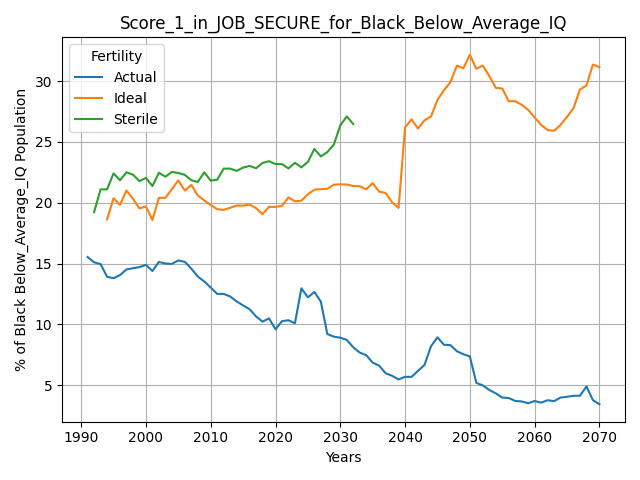 Score_1_in_JOB_SECURE_for_Black_Below_Average_IQ
Fertility
Actual
Ideal
Sterile
% of Black Below_Average_IQ Population
30
25
20
15
10
5
1990 2000 2010 2020 2030 2040 2050 2060 2070
Years